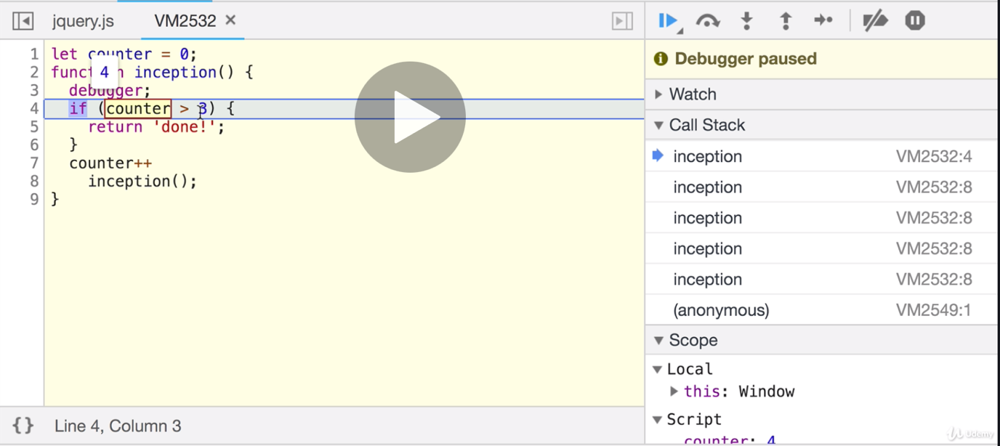 jquery.js VM2532 ×
1 let counter = 0;
2 function inception() {
4
3 debugger;
4 if (counter > 3) {
5 return 'done!';
6 }
7 counter++
8 inception();
9 }
{} Line 4, Column 3
Debugger paused
Watch
Call Stack
inception VM2532:4
inception VM2532:8
inception VM2532:8
inception VM2532:8
inception VM2532:8
(anonymous) VM2549:1
Scope
Local
this: Window
Script
counter: 4
Udemy